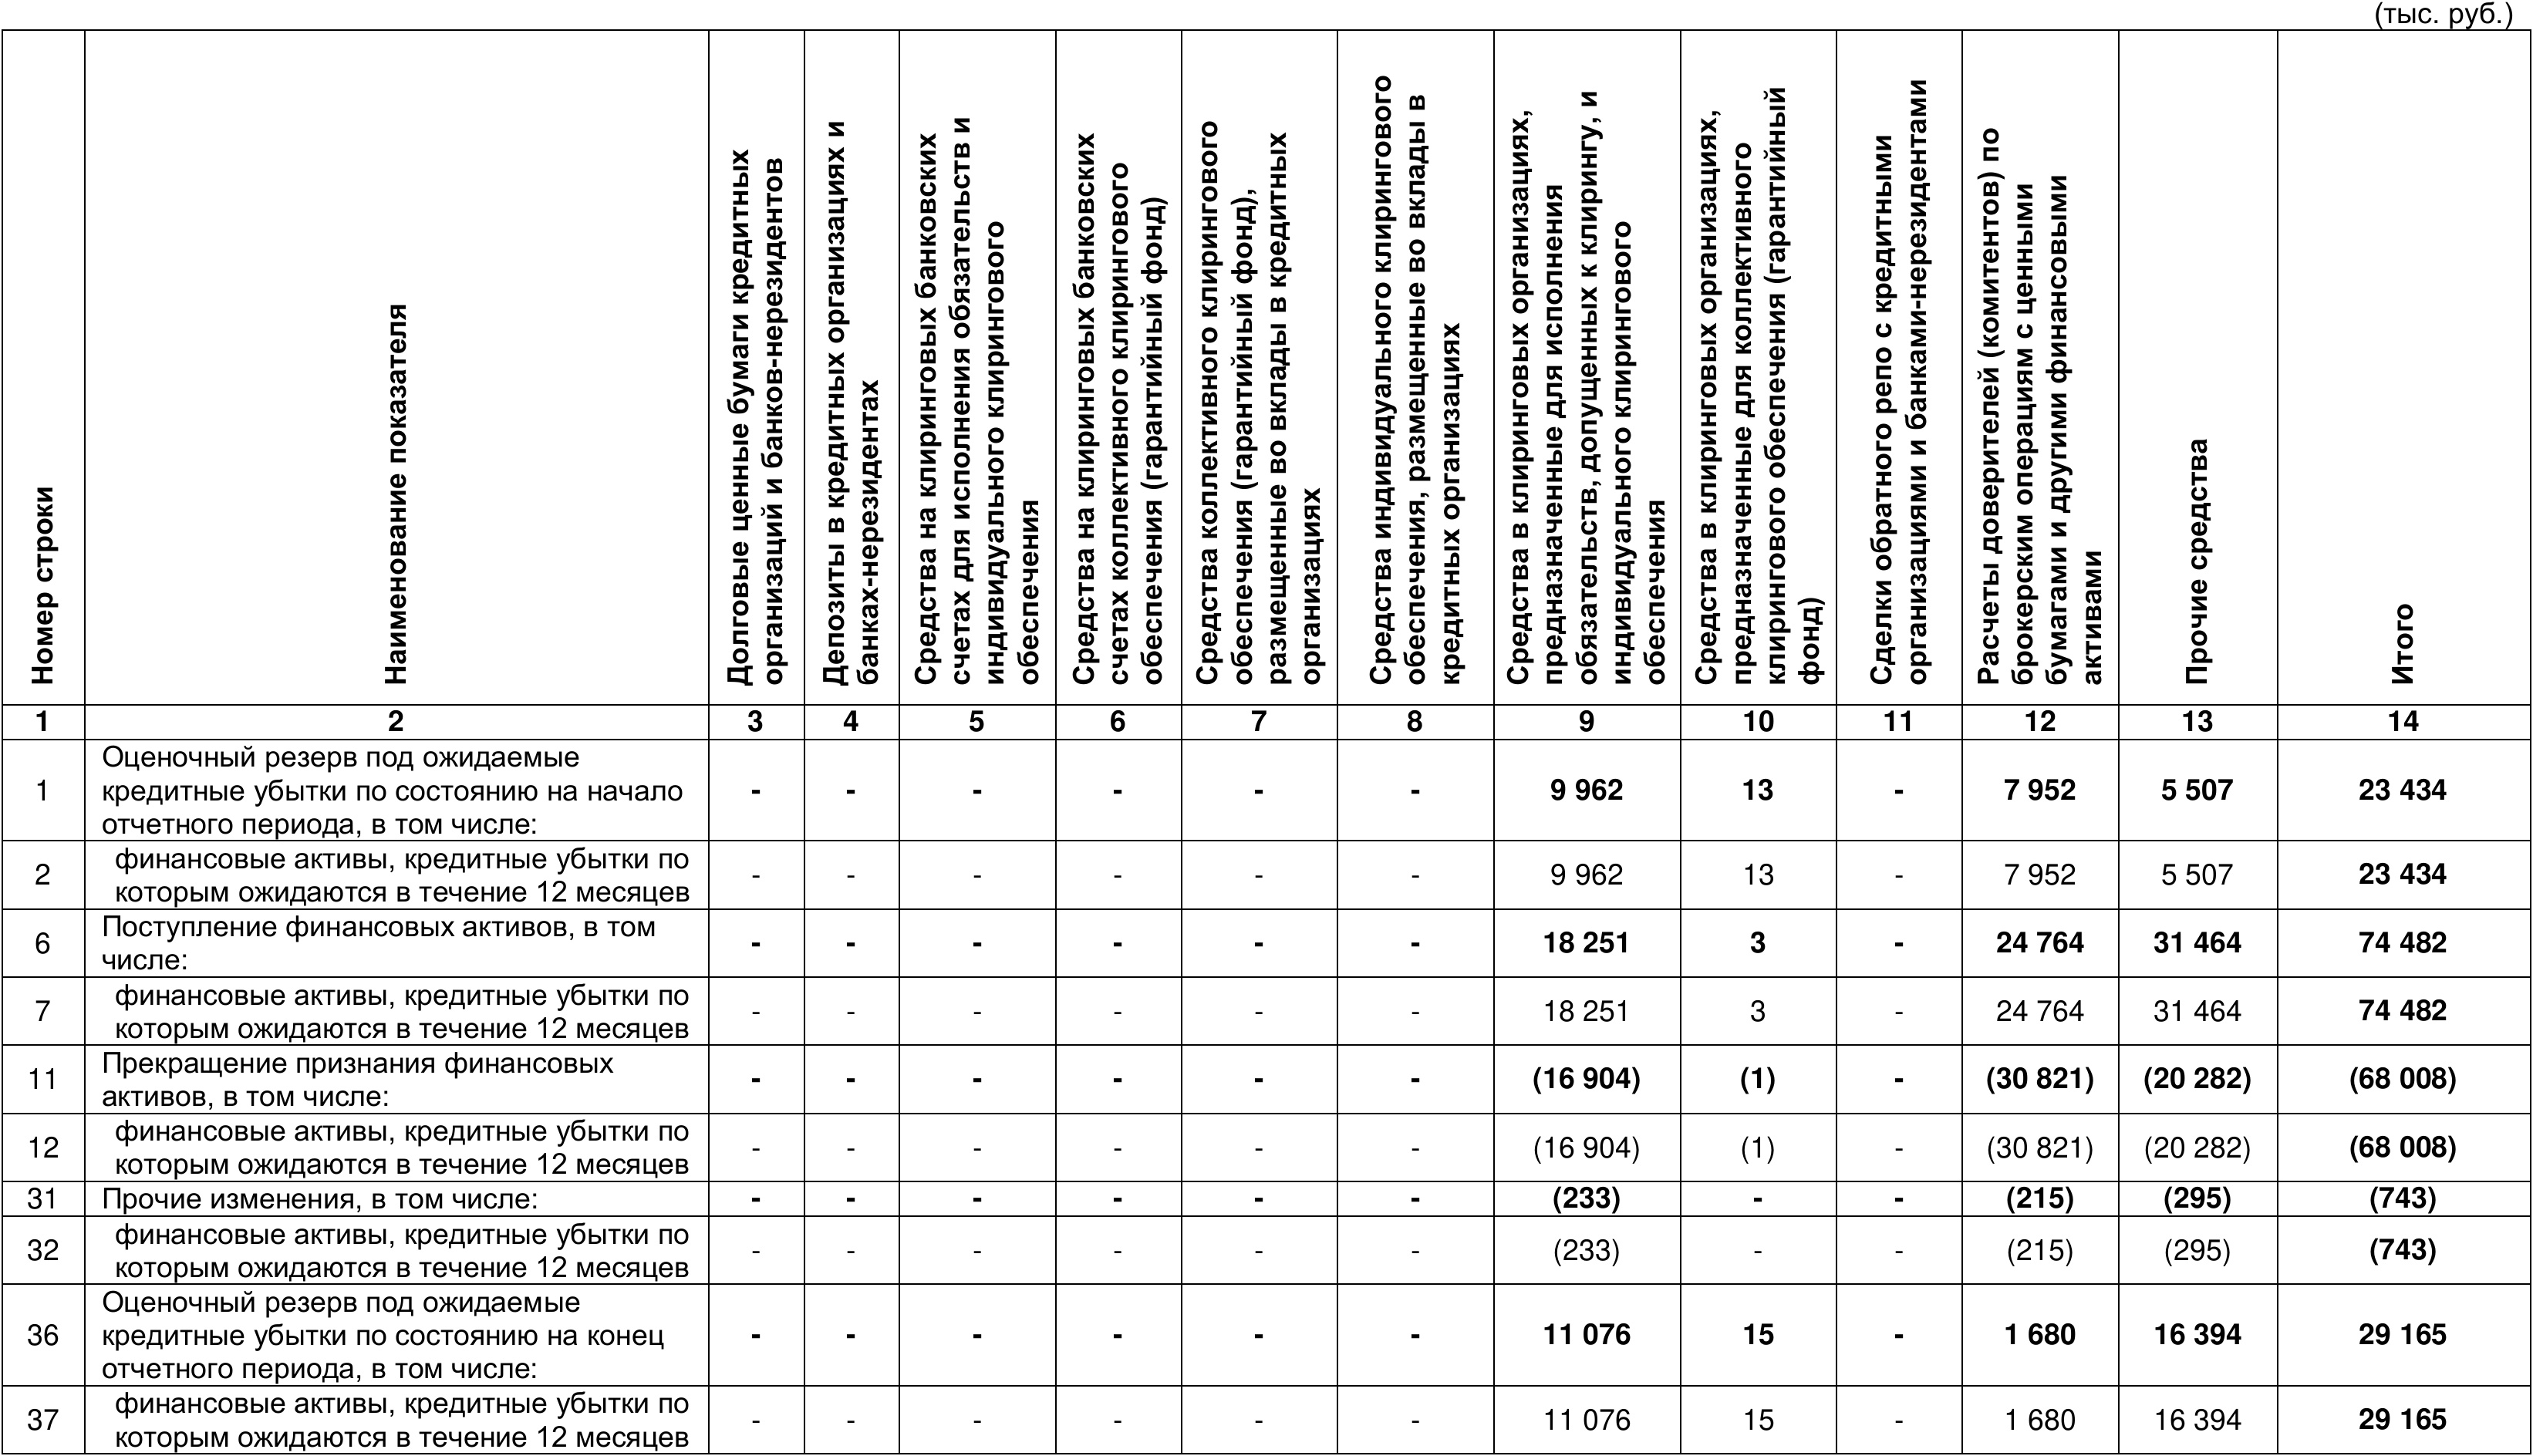 (тыс. руб.)
Номер строки
Наименование показателя
Долговые ценные бумаги кредитных
организаций и банков-нерезидентов
Депозиты в кредитных организациях и
банках-нерезидентах
Средства на клиринговых банковских
счетах для исполнения обязательств и
индивидуального клирингового
обеспечения
Средства на клиринговых банковских
счетах коллективного клирингового
обеспечения (гарантийный фонд)
Средства коллективного клирингового
обеспечения (гарантийный фонд),
размещенные во вклады в кредитных
организациях
Средства индивидуального клирингового
обеспечения, размещенные во вклады в
кредитных организациях
Средства в клиринговых организациях,
предназначенные для исполнения
обязательств, допущенных к клирингу, и
индивидуального клирингового
обеспечения
Средства в клиринговых организациях,
предназначенные для коллективного
клирингового обеспечения (гарантийный
фонд)
Сделки обратного репо с кредитными
организациями и банками-нерезидентами
Расчеты доверителей (комитентов) по
брокерским операциям с ценными
бумагами и другими финансовыми
активами
Прочие средства
Итого
1 2 3 4 5 6 7 8 9 10 11 12 13 14
Оценочный резерв под ожидаемые
1 кредитные убытки по состоянию на начало - - - - - - 9 962 13 - 7 952 5 507 23 434
отчетного периода, в том числе:
финансовые активы, кредитные убытки по
2 - - - - - - 9 962 13 - 7 952 5 507 23 434
которым ожидаются в течение 12 месяцев
Поступление финансовых активов, в том
6 - - - - - - 18 251 3 - 24 764 31 464 74 482
числе:
финансовые активы, кредитные убытки по
7 - - - - - - 18 251 3 - 24 764 31 464 74 482
которым ожидаются в течение 12 месяцев
Прекращение признания финансовых
11 - - - - - - (16 904) (1) - (30 821) (20 282) (68 008)
активов, в том числе:
финансовые активы, кредитные убытки по
12 - - - - - - (16 904) (1) - (30 821) (20 282) (68 008)
которым ожидаются в течение 12 месяцев
31 Прочие изменения, в том числе: - - - - - - (233) - - (215) (295) (743)
финансовые активы, кредитные убытки по
32 - - - - - - (233) - - (215) (295) (743)
которым ожидаются в течение 12 месяцев
Оценочный резерв под ожидаемые
36 кредитные убытки по состоянию на конец - - - - - - 11 076 15 - 1 680 16 394 29 165
отчетного периода, в том числе:
финансовые активы, кредитные убытки по
37 - - - - - - 11 076 15 - 1 680 16 394 29 165
которым ожидаются в течение 12 месяцев